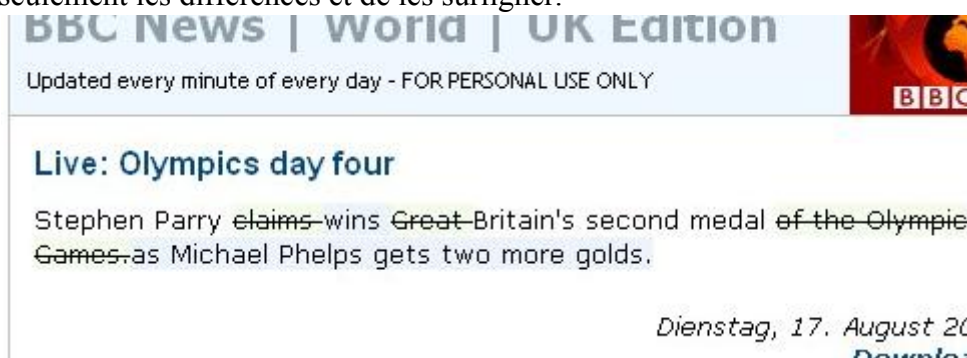 seulement les différences et de les surligner.
BBC News | World | UK Edition
Updated every minute of every day - FOR PERSONAL USE ONLY
BBC
Live: Olympics day four
Stephen Parry claims wins Great Britain's second medal of the Olympic
Games. as Michael Phelps gets two more golds.
Dienstag, 17. August 20